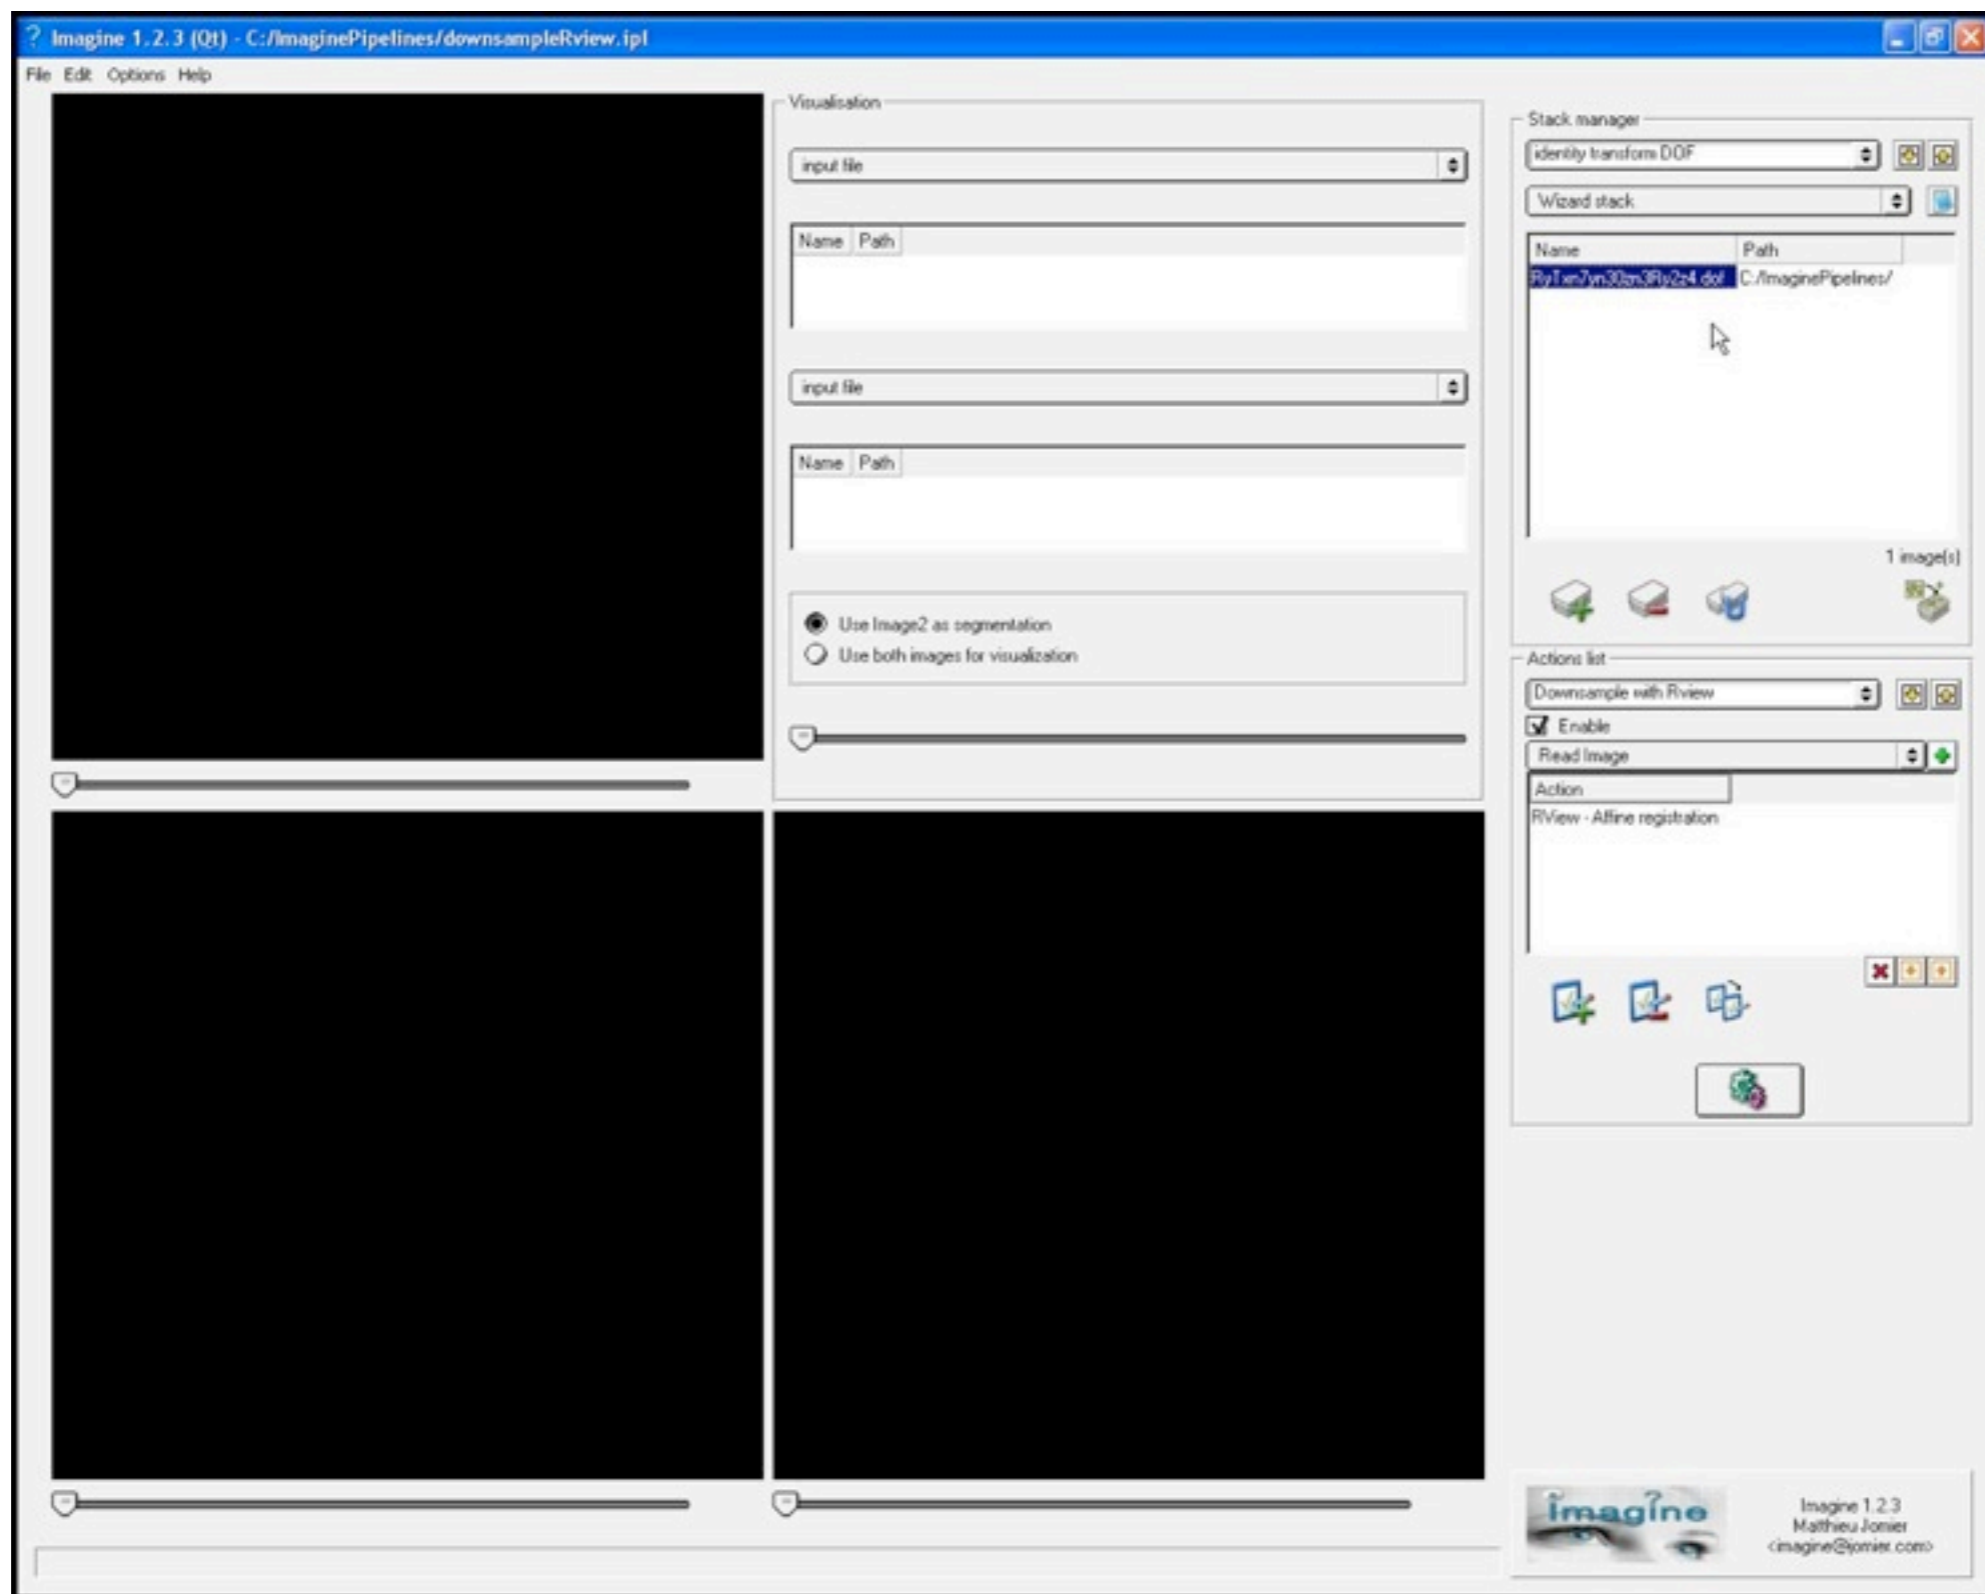 ? Imagine 1.2.3 (Qt) - C:/ImaginePipelines/downsampleRview.ipl
File Edit Options Help
Visualisation
input file
Name Path
input file
Name Path
Use Image2 as segmentation
Use both images for visualization
Stack manager
identity transform DOF
Wizard stack
Name Path
C:/ImaginePipelines/
1 image(s)
Actions list
Downsample with Rview
Enable
Read Image
Action
RView - Affine registration
imag?ne
Imagine 1.2.3
Matthieu Jomier
<imagine@jomier.com>